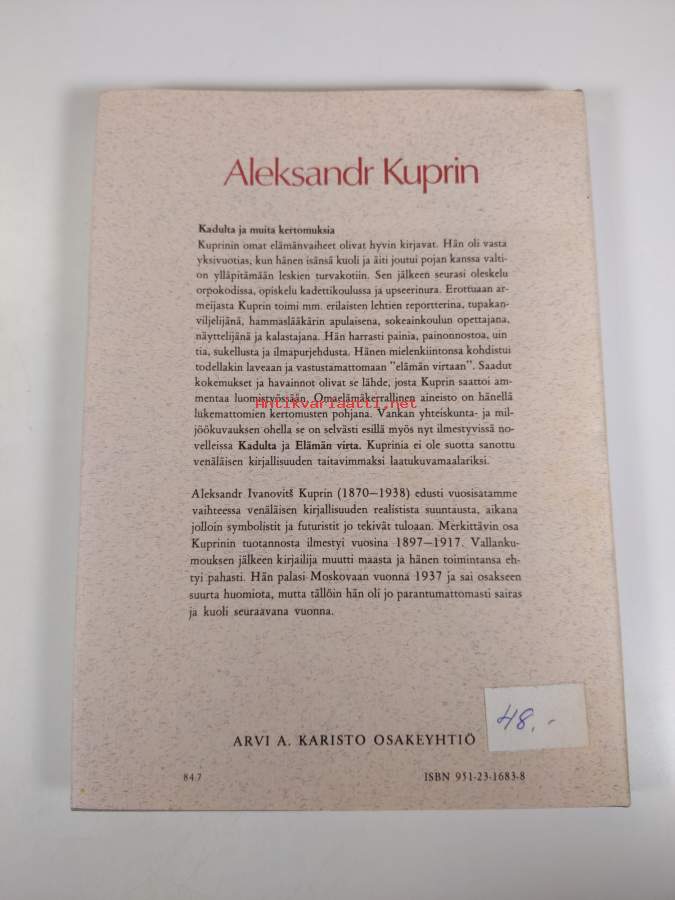 Aleksandr Kuprin
Kadulta ja muita kertomuksia
Kuprinin omat elämänvaiheet olivat hyvin kirjavat. Hän oli vasta
yksivuotias, kun hänen isänsä kuoli ja äiti joutui pojan kanssa valti-
on ylläpitämään leskien turvakotiin. Sen jälkeen seurasi oleskelu
orpokodissa, opiskelu kadettikoulussa ja upseerinura. Erottuaan ar-
meijasta Kuprin toimi mm. erilaisten lehtien reportterina, tupakan-
viljelijänä, hammaslääkärin apulaisena, sokeainkoulun opettajana,
näyttelijänä ja kalastajana. Hän harrasti painia, painonnostoa, uin
tia, sukellusta ja ilmapurjehdusta. Hänen mielenkiintonsa kohdistui
todellakin laveaan ja vastustamattomaan "elämän virtaan". Saadut
kokemukset ja havainnot olivat se lähde, josta Kuprin saattoi am-
mentaa luomistyössään. Omaelämäkerrallinen aineisto on hänellä
Antikvariaatti.net
lukemattomien kertomusten pohjana. Vankan yhteiskunta- ja mil-
jöökuvauksen ohella se on selvästi esillä myös nyt ilmestyvissä no-
velleissa Kadulta ja Elämän virta. Kuprinia ei ole suotta sanottu
venäläisen kirjallisuuden taitavimmaksi laatukuvamaalariksi.
Aleksandr Ivanovitš Kuprin (1870—1938) edusti vuosisatamme
vaihteessa venäläisen kirjallisuuden realistista suuntausta, aikana
jolloin symbolistit ja futuristit jo tekivät tuloaan. Merkittävin osa
Kuprinin tuotannosta ilmestyi vuosina 1897—1917. Vallanku-
mouksen jälkeen kirjailija muutti maasta ja hänen toimintansa eh-
tyi pahasti. Hän palasi Moskovaan vuonna 1937 ja sai osakseen
suurta huomiota, mutta tällöin hän oli jo parantumattomasti sairas
ja kuoli seuraavana vuonna.
48,-
ARVI A. KARISTO OSAKEYHTIÖ
84.7
ISBN 951-23-1683-8